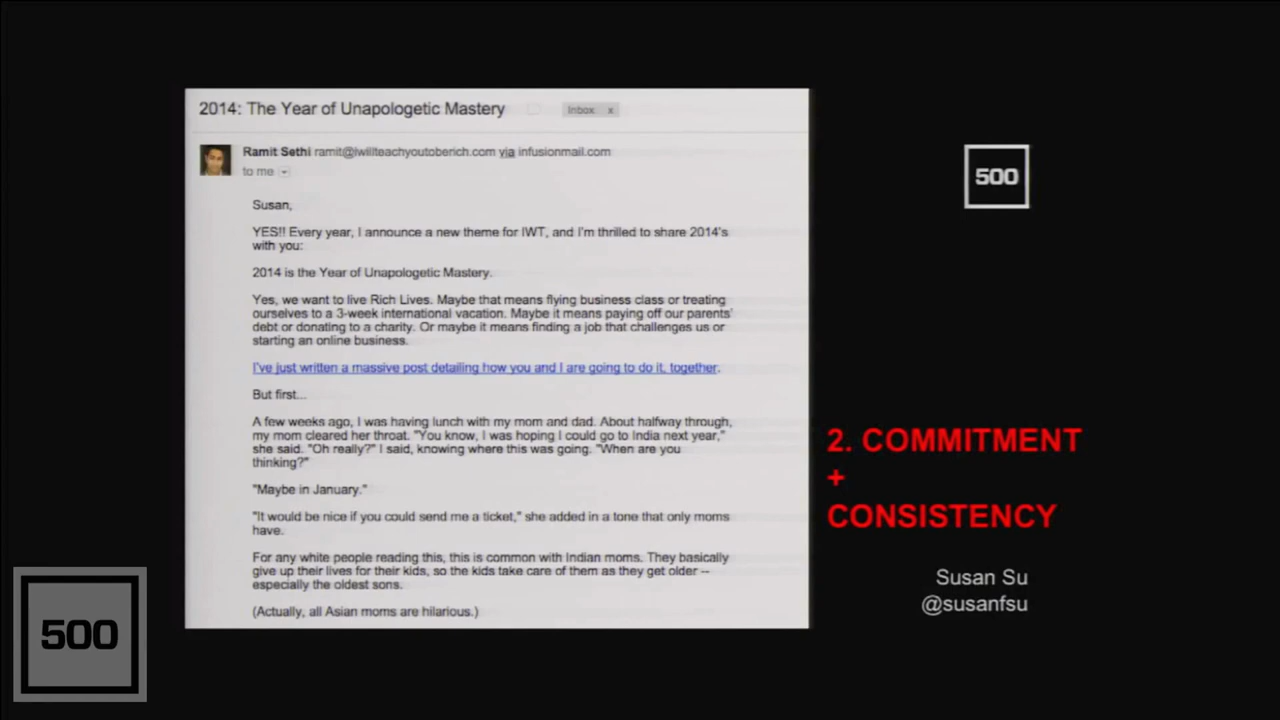 2014: The Year of Unapologetic Mastery
Inbox x
Ramit Sethi ramit@iwillteachyoutoberich.com via infusionmail.com
to me
Susan,
YES!! Every year, I announce a new theme for IWT, and I'm thrilled to share 2014's
with you:
2014 is the Year of Unapologetic Mastery.
Yes, we want to live Rich Lives. Maybe that means flying business class or treating
ourselves to a 3-week international vacation. Maybe it means paying off our parents'
debt or donating to a charity. Or maybe it means finding a job that challenges us or
starting an online business.
I've just written a massive post detailing how you and I are going to do it, together.
But first...
A few weeks ago, I was having lunch with my mom and dad. About halfway through,
my mom cleared her throat. "You know, I was hoping I could go to India next year,"
she said. "Oh really?" I said, knowing where this was going. "When are you
thinking?"
"Maybe in January."
"It would be nice if you could send me a ticket," she added in a tone that only moms
have.
For any white people reading this, this is common with Indian moms. They basically
give up their lives for their kids, so the kids take care of them as they get older --
especially the oldest sons.
(Actually, all Asian moms are hilarious.)
500
2. COMMITMENT
+
CONSISTENCY
Susan Su
@susanfsu
500